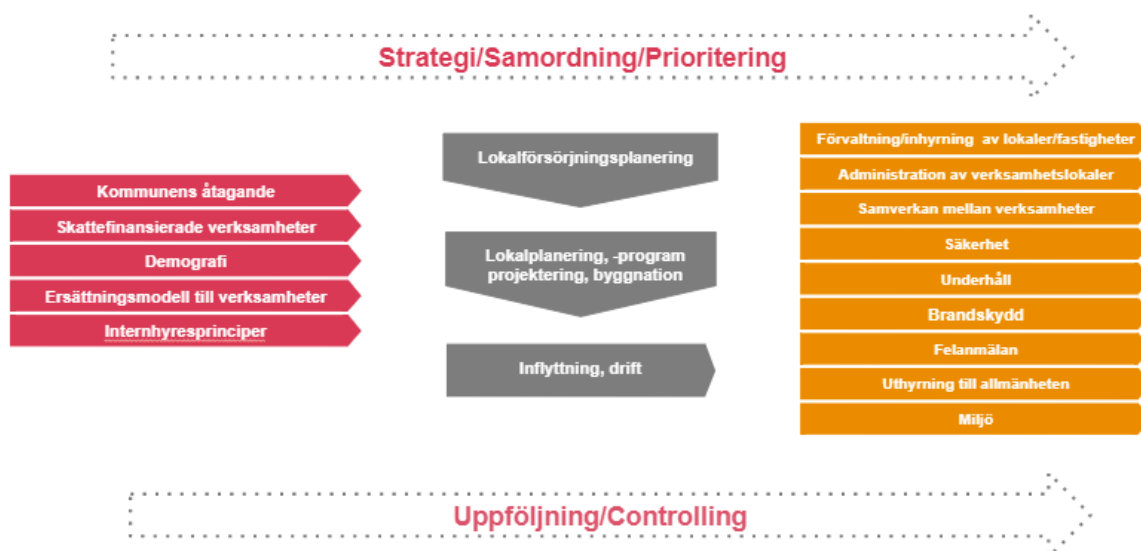 Strategi/Samordning/Prioritering
Kommunens åtagande
Skattefinansierade verksamheter
Demografi
Ersättningsmodell till verksamheter
Internhyresprinciper
Lokalförsörjningsplanering
Lokalplanering, -program
projektering, byggnation
Inflyttning, drift
Förvaltning/inhyrning av lokaler/fastigheter
Administration av verksamhetslokaler
Samverkan mellan verksamheter
Säkerhet
Underhåll
Brandskydd
Felanmälan
Uthyrning till allmänheten
Miljö
Uppföljning/Controlling